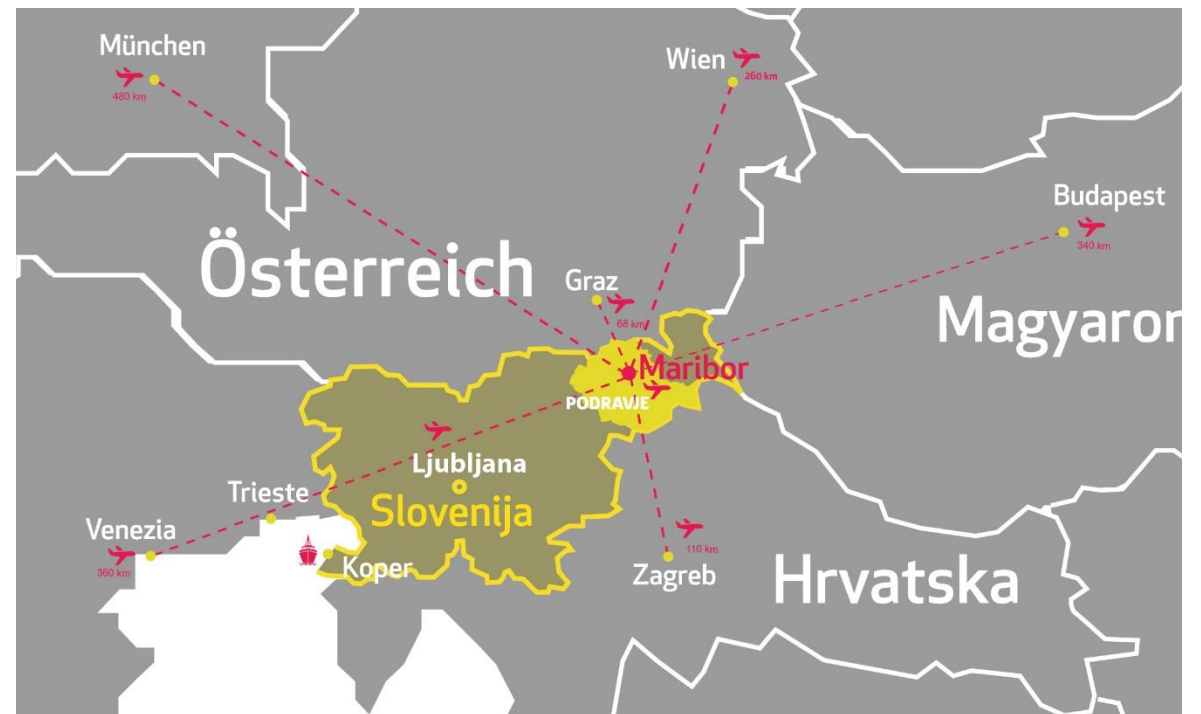 München
480 km
Wien
260 km
Budapest
340 km
Österreich
Graz
68 km
Magyaror
Maribor
PODRAVJE
Ljubljana
Slovenija
Trieste
Venezia
360 km
Koper
110 km
Zagreb
Hrvatska